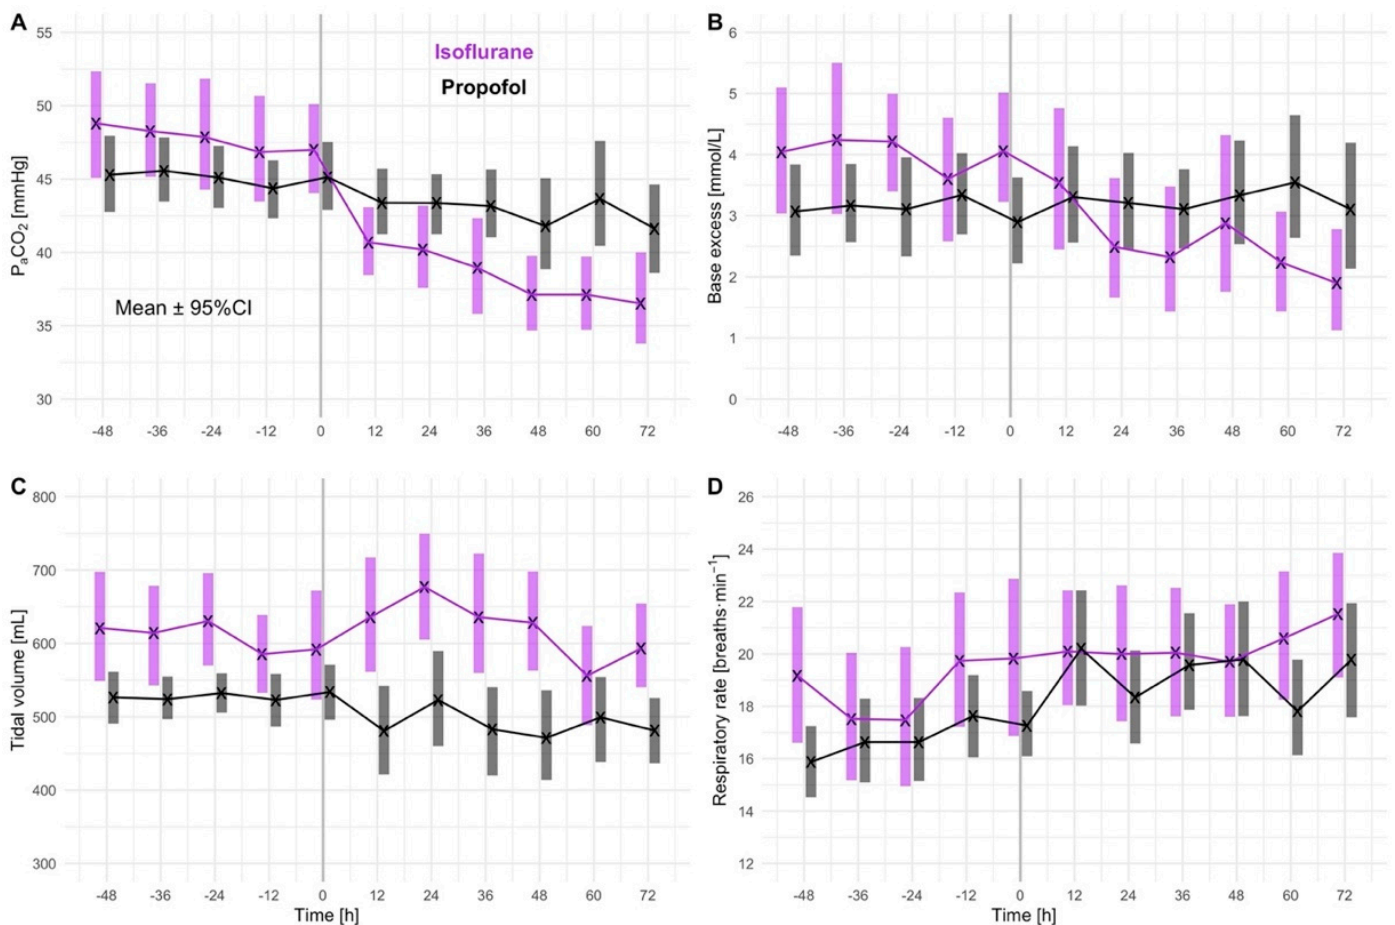 A
Isoflurane
Propofol
Mean ± 95%CI
PaCO2 [mmHg]
55
50
45
40
35
30
-48 -36 -24 -12 0 12 24 36 48 60 72
B
Base excess [mmol/L]
6
5
4
3
2
1
0
-48 -36 -24 -12 0 12 24 36 48 60 72
C
Tidal volume [mL]
800
700
600
500
400
300
-48 -36 -24 -12 0 12 24 36 48 60 72
Time [h]
D
Respiratory rate [breaths·min⁻¹]
26
24
22
20
18
16
14
12
-48 -36 -24 -12 0 12 24 36 48 60 72
Time [h]